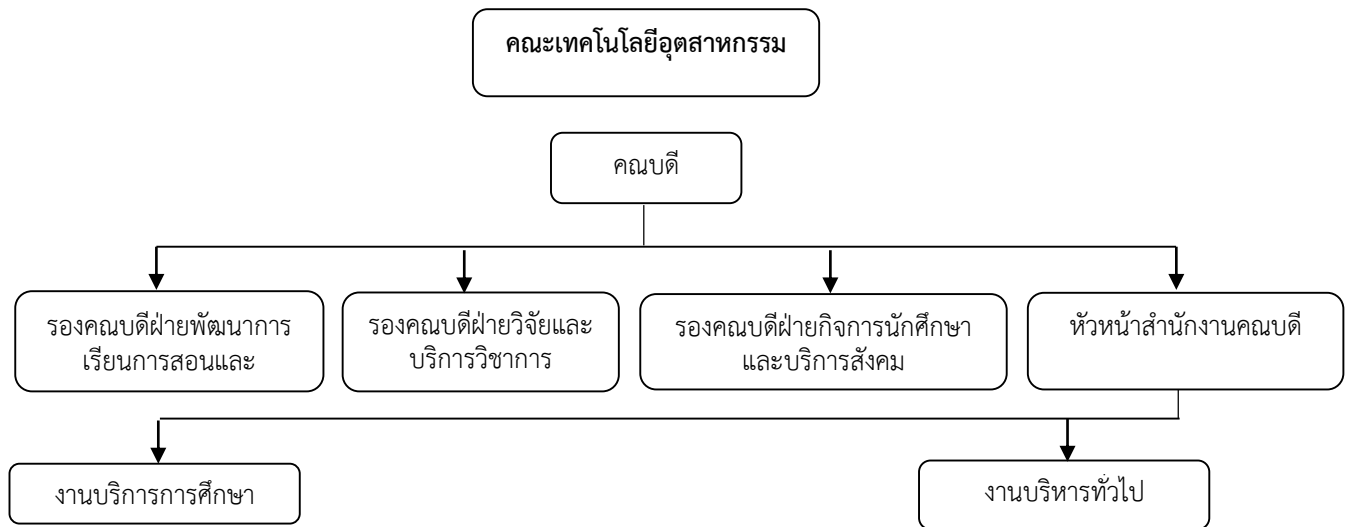 คณะเทคโนโลยีอุตสาหกรรม
คณบดี
รองคณบดีฝ่ายพัฒนาการ
เรียนการสอนและ
รองคณบดีฝ่ายวิจัยและ
บริการวิชาการ
รองคณบดีฝ่ายกิจการนักศึกษา
และบริการสังคม
หัวหน้าสำนักงานคณบดี
งานบริการการศึกษา
งานบริหารทั่วไป